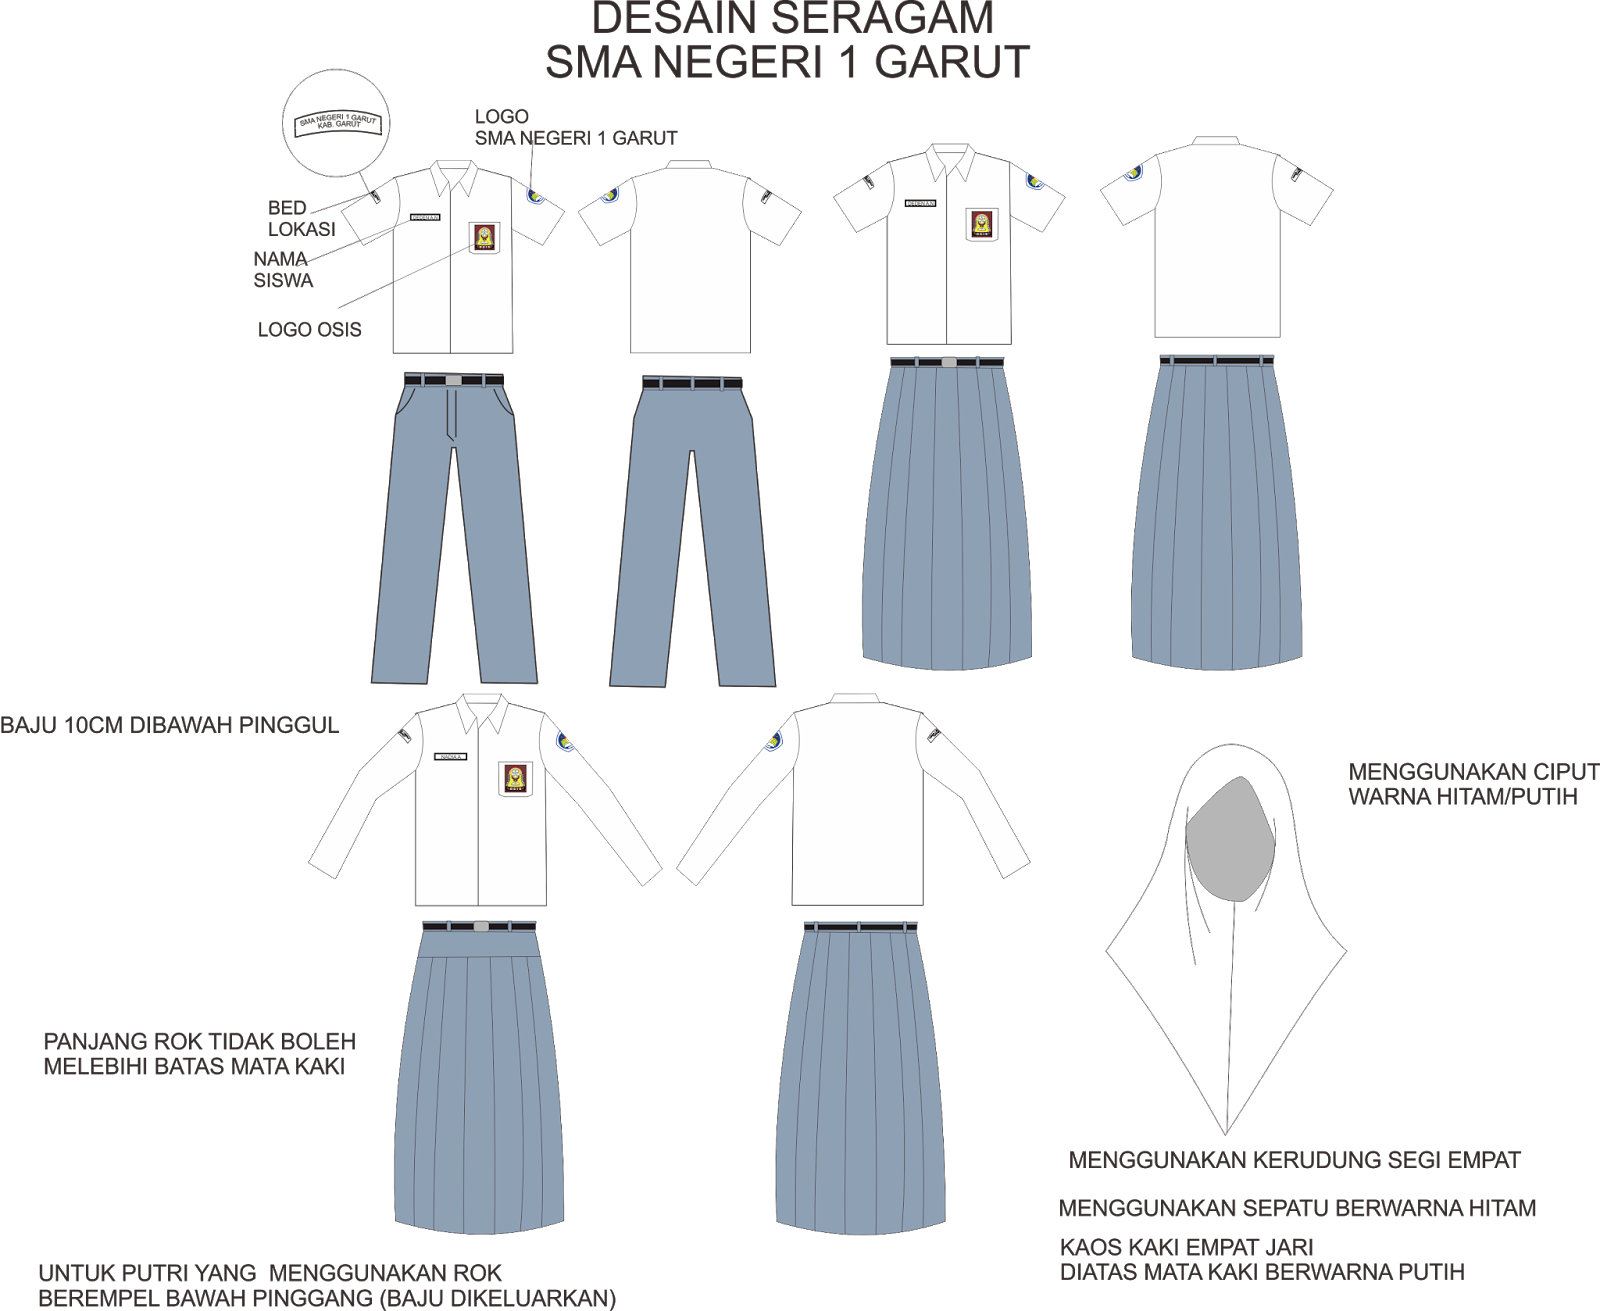 DESAIN SERAGAM
SMA NEGERI 1 GARUT
SMA NEGERI 1 GARUT
KAB. GARUT
LOGO
SMA NEGERI 1 GARUT
BED
LOKASI
NAMA
SISWA
LOGO OSIS
BAJU 10CM DIBAWAH PINGGUL
NADIA A.
MENGGUNAKAN CIPUT
WARNA HITAM/PUTIH
PANJANG ROK TIDAK BOLEH
MELEBIHI BATAS MATA KAKI
MENGGUNAKAN KERUDUNG SEGI EMPAT
MENGGUNAKAN SEPATU BERWARNA HITAM
KAOS KAKI EMPAT JARI
DIATAS MATA KAKI BERWARNA PUTIH
UNTUK PUTRI YANG  MENGGUNAKAN ROK
BEREMPEL BAWAH PINGGANG (BAJU DIKELUARKAN)